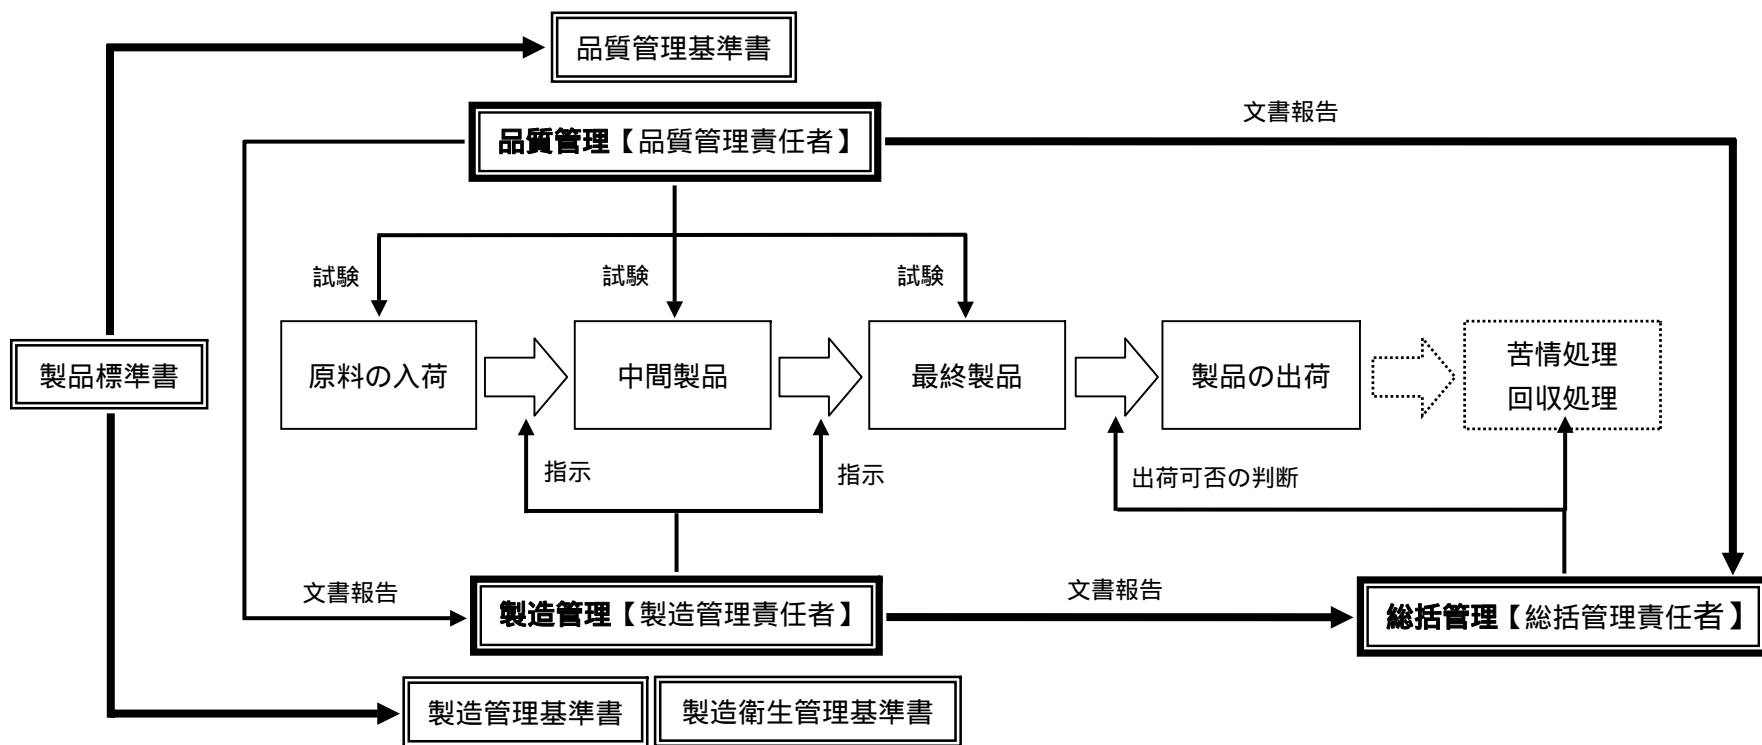 品質管理基準書
文書報告
品質管理【品質管理責任者】
試験
試験
試験
製品標準書
原料の入荷
中間製品
最終製品
製品の出荷
苦情処理
回収処理
指示
指示
出荷可否の判断
文書報告
文書報告
製造管理【製造管理責任者】
総括管理【総括管理責任者】
製造管理基準書
製造衛生管理基準書